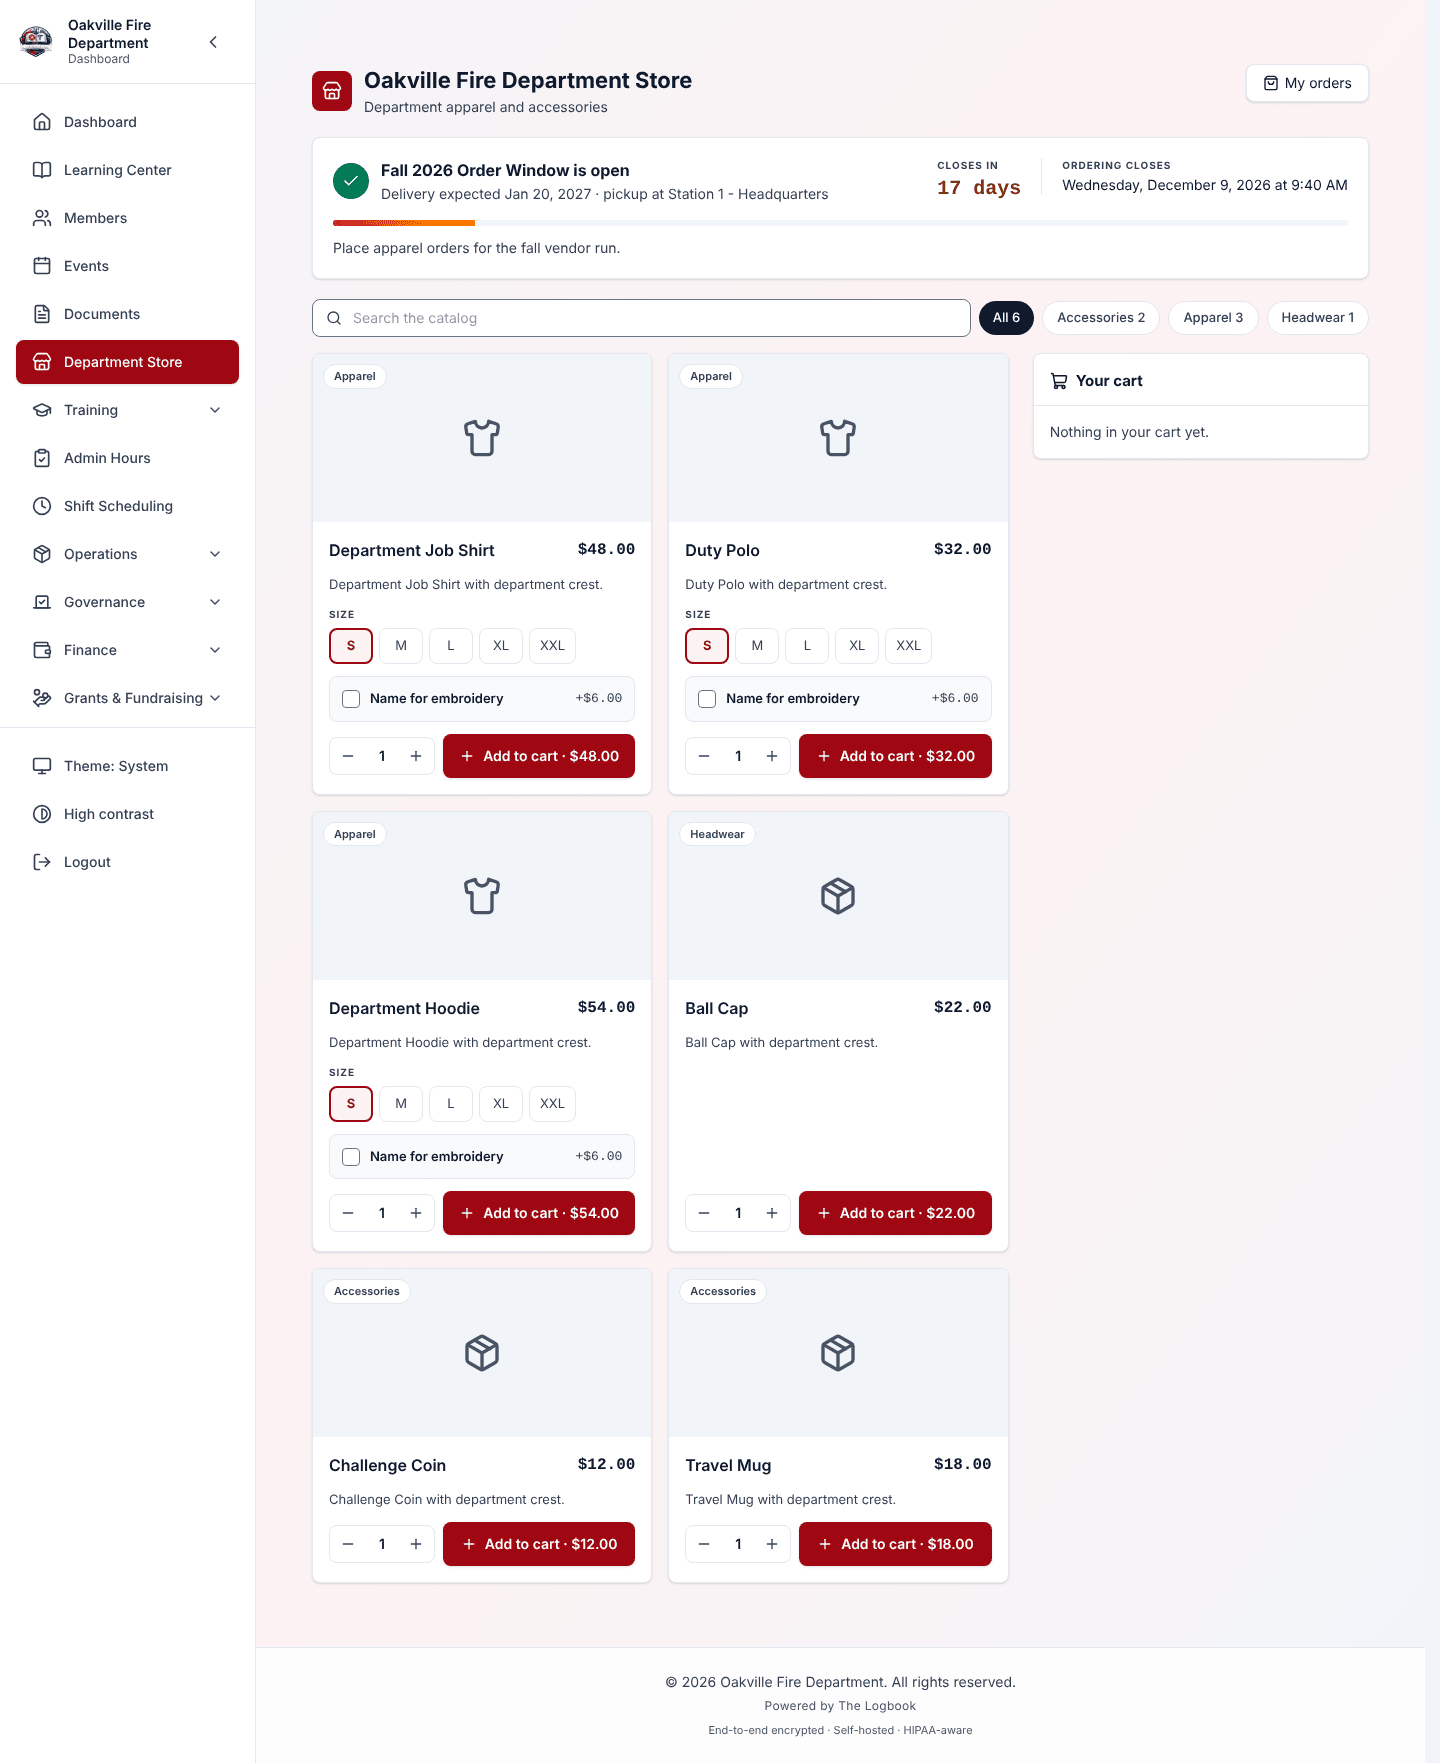 Oakville Fire
Department
Dashboard
Dashboard
Learning Center
Members
Events
Documents
Department Store
Training
Admin Hours
Shift Scheduling
Operations
Governance
Finance
Grants & Fundraising
Theme: System
High contrast
Logout
Oakville Fire Department Store
Department apparel and accessories
My orders
Fall 2026 Order Window is open
Delivery expected Jan 20, 2027 · pickup at Station 1 - Headquarters
CLOSES IN
17 days
ORDERING CLOSES
Wednesday, December 9, 2026 at 9:40 AM
Place apparel orders for the fall vendor run.
Search the catalog
All 6
Accessories 2
Apparel 3
Headwear 1
Apparel
Department Job Shirt
$48.00
Department Job Shirt with department crest.
SIZE
S M L XL XXL
Name for embroidery
+$6.00
1
Add to cart · $48.00
Apparel
Duty Polo
$32.00
Duty Polo with department crest.
SIZE
S M L XL XXL
Name for embroidery
+$6.00
1
Add to cart · $32.00
Your cart
Nothing in your cart yet.
Apparel
Department Hoodie
$54.00
Department Hoodie with department crest.
SIZE
S M L XL XXL
Name for embroidery
+$6.00
1
Add to cart · $54.00
Headwear
Ball Cap
$22.00
Ball Cap with department crest.
1
Add to cart · $22.00
Accessories
Challenge Coin
$12.00
Challenge Coin with department crest.
1
Add to cart · $12.00
Accessories
Travel Mug
$18.00
Travel Mug with department crest.
1
Add to cart · $18.00
© 2026 Oakville Fire Department. All rights reserved.
Powered by The Logbook
End-to-end encrypted · Self-hosted · HIPAA-aware